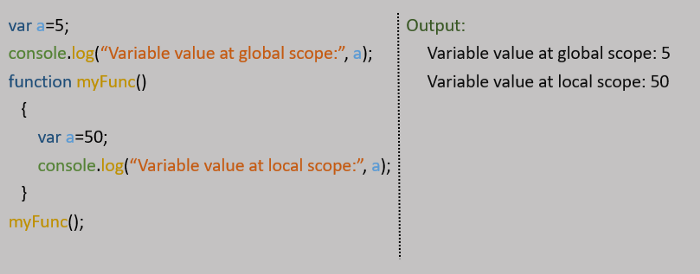 var a=5;
console.log(“Variable value at global scope:”, a);
function myFunc()
{
var a=50;
console.log(“Variable value at local scope:”, a);
}
myFunc();
Output:
Variable value at global scope: 5
Variable value at local scope: 50